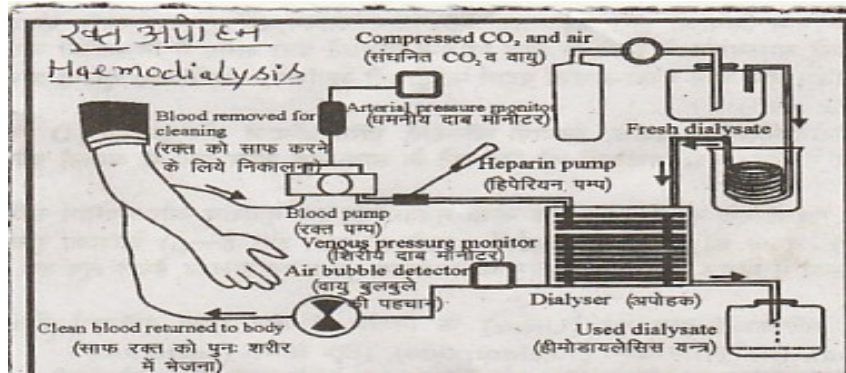 रक्त अपोहन
Haemodialysis
Compressed CO₂ and air
(संघनित CO₂ व वायु)
Blood removed for
cleaning
(रक्त को साफ करने
के लिये निकालना)
Arterial pressure monitor
(धमनीय दाब मॉनीटर)
Fresh dialysate
Heparin pump
(हिपेरियन पम्प)
Blood pump
(रक्त पम्प)
Venous pressure monitor
(शिरीय दाब मॉनीटर)
Air bubble detector
(वायु बुलबुले
की पहचान)
Dialyser (अपोहक)
Clean blood returned to body
(साफ रक्त को पुनः शरीर
में भेजना)
Used dialysate
(हीमोडायलेसिस यन्त्र)